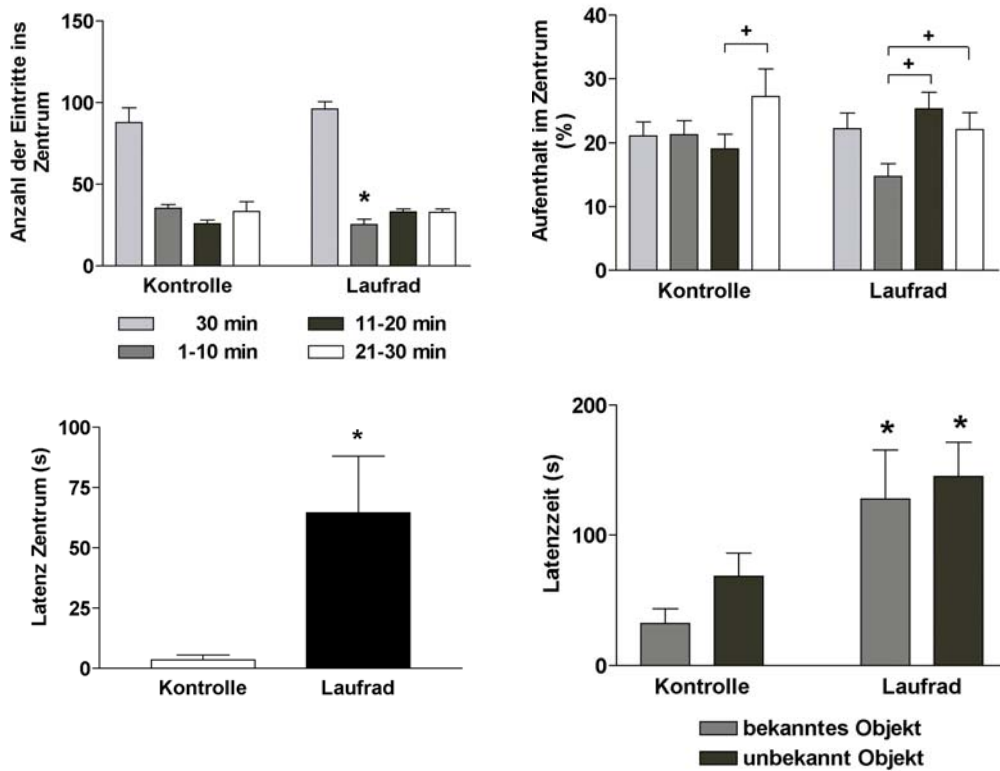 Anzahl der Eintritte ins
Zentrum
150
100
50
0
*
Kontrolle
Laufrad
30 min
11-20 min
1-10 min
21-30 min
Aufenthalt im Zentrum
(%)
40
30
20
10
0
+
+
+
Kontrolle
Laufrad
Latenz Zentrum (s)
100
75
50
25
0
*
Kontrolle
Laufrad
Latenzzeit (s)
200
100
0
*
*
Kontrolle
Laufrad
bekanntes Objekt
unbekannt Objekt